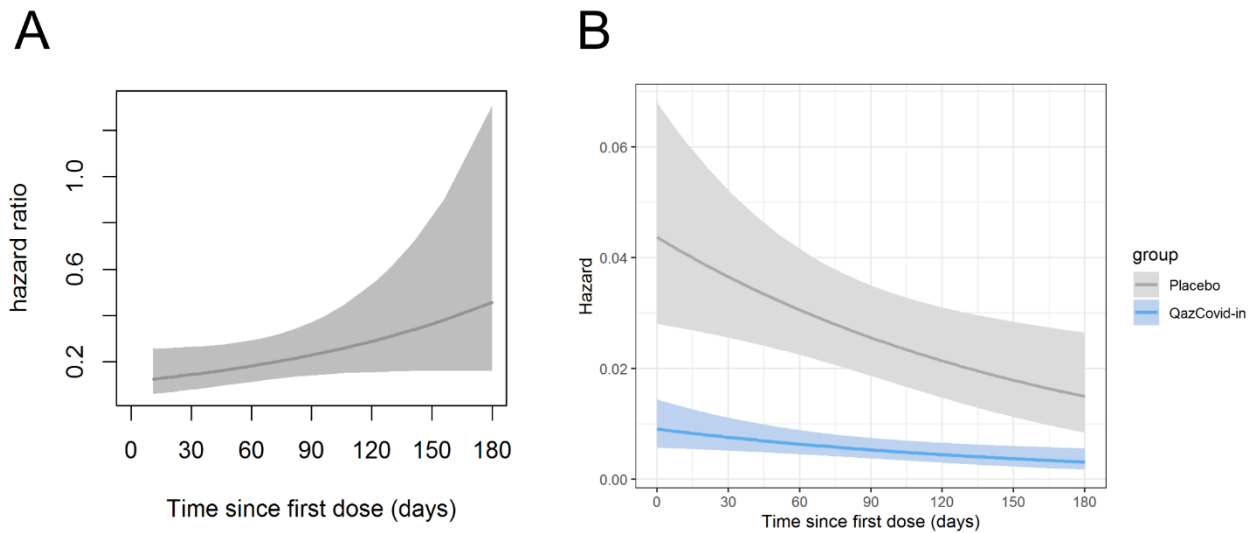 A
hazard ratio
1.0
0.6
0.2
0 30 60 90 120 150 180
Time since first dose (days)
B
Hazard
0.06
0.04
0.02
0.00
0 30 60 90 120 150 180
Time since first dose (days)
group
Placebo
QazCovid-in